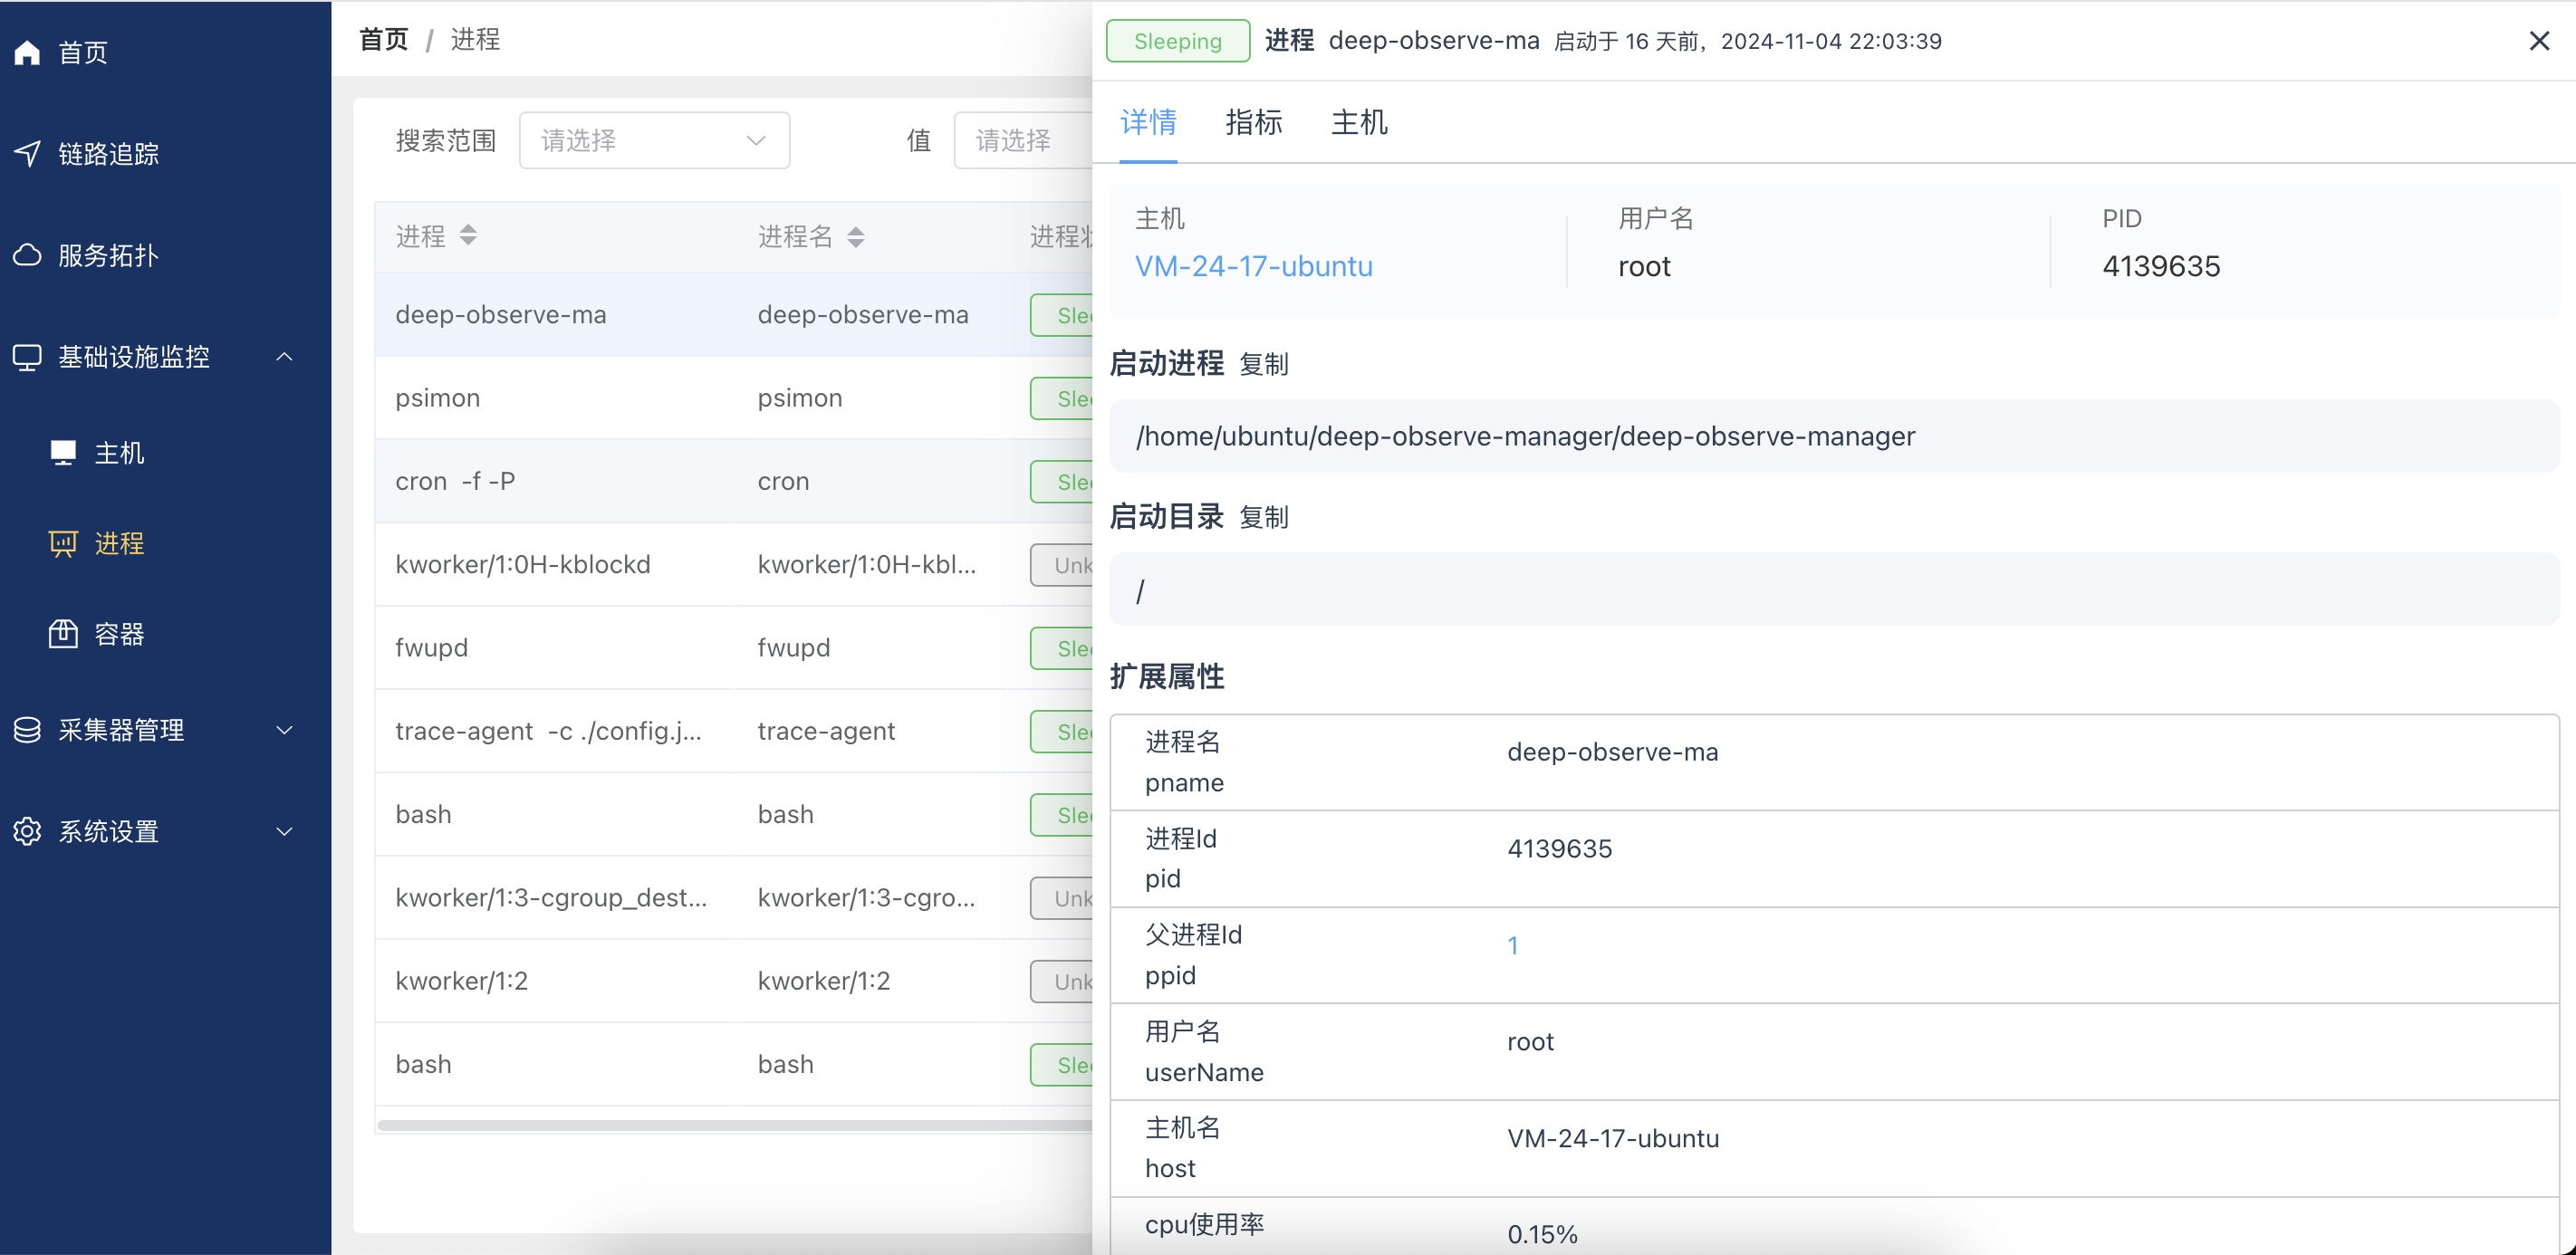 首页
链路追踪
服务拓扑
基础设施监控
主机
进程
容器
采集器管理
系统设置
首页 / 进程
搜索范围 请选择 值 请选择
进程 进程名 进程状
deep-observe-ma deep-observe-ma Slee
psimon psimon Slee
cron -f -P cron Slee
kworker/1:0H-kblockd kworker/1:0H-kbl... Unk
fwupd fwupd Slee
trace-agent -c ./config.j... trace-agent Slee
bash bash Slee
kworker/1:3-cgroup_dest... kworker/1:3-cgro... Unk
kworker/1:2 kworker/1:2 Unk
bash bash Slee
Sleeping 进程 deep-observe-ma 启动于 16 天前，2024-11-04 22:03:39
详情 指标 主机
主机 用户名 PID
VM-24-17-ubuntu root 4139635
启动进程 复制
/home/ubuntu/deep-observe-manager/deep-observe-manager
启动目录 复制
/
扩展属性
进程名
pname
deep-observe-ma
进程Id
pid
4139635
父进程Id
ppid
1
用户名
userName
root
主机名
host
VM-24-17-ubuntu
cpu使用率
0.15%